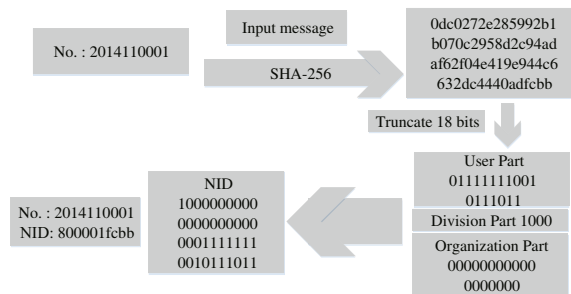 No. : 2014110001
Input message
SHA-256
0dc0272e285992b1
b070c2958d2c94ad
af62f04e419e944c6
632dc4440adfcbb
Truncate 18 bits
User Part
01111111001
0111011
Division Part 1000
Organization Part
00000000000
0000000
NID
1000000000
0000000000
0001111111
0010111011
No. : 2014110001
NID: 800001fcbb